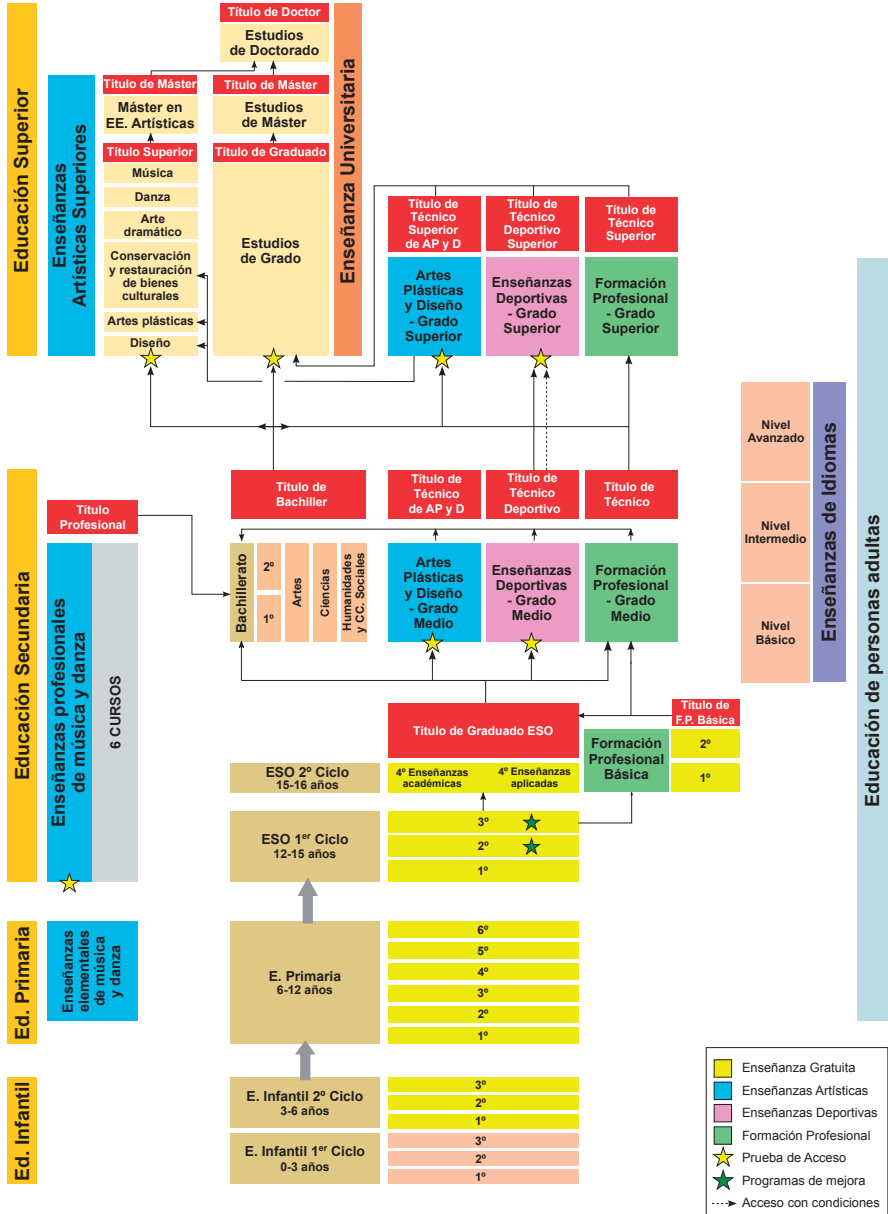 Educación Superior
Enseñanzas
Artísticas Superiores
Título de Doctor
Estudios
de Doctorado
Título de Máster
Máster en
EE. Artísticas
Título Superior
Música
Danza
Arte
dramático
Conservación
y restauración
de bienes
culturales
Artes plásticas
Diseño
Título de Máster
Estudios
de Máster
Título de Graduado
Estudios
de Grado
Enseñanza Universitaria
Título de
Técnico
Superior
de AP y D
Artes
Plásticas
y Diseño
- Grado
Superior
Título de
Técnico
Deportivo
Superior
Enseñanzas
Deportivas
- Grado
Superior
Título de
Técnico
Superior
Formación
Profesional
- Grado
Superior
Educación Secundaria
Título
Profesional
Enseñanzas profesionales
de música y danza
6 CURSOS
Título de
Bachiller
Bachillerato
2º
1º
Artes
Ciencias
Humanidades
y CC. Sociales
Título de
Técnico
de AP y D
Artes
Plásticas
y Diseño
- Grado
Medio
Título de
Técnico
Deportivo
Enseñanzas
Deportivas
- Grado
Medio
Título de
Técnico
Formación
Profesional
- Grado
Medio
Nivel
Avanzado
Nivel
Intermedio
Nivel
Básico
Enseñanzas de Idiomas
Educación de personas adultas
Título de Graduado ESO
Título de
F.P. Básica
Formación
Profesional
Básica
2º
1º
ESO 2º Ciclo
15-16 años
4º Enseñanzas
académicas
4º Enseñanzas
aplicadas
ESO 1er Ciclo
12-15 años
3º
2º
1º
Ed. Primaria
Enseñanzas
elementales
de música
y danza
E. Primaria
6-12 años
6º
5º
4º
3º
2º
1º
Ed. Infantil
E. Infantil 2º Ciclo
3-6 años
3º
2º
1º
E. Infantil 1er Ciclo
0-3 años
3º
2º
1º
Enseñanza Gratuita
Enseñanzas Artísticas
Enseñanzas Deportivas
Formación Profesional
Prueba de Acceso
Programas de mejora
Acceso con condiciones